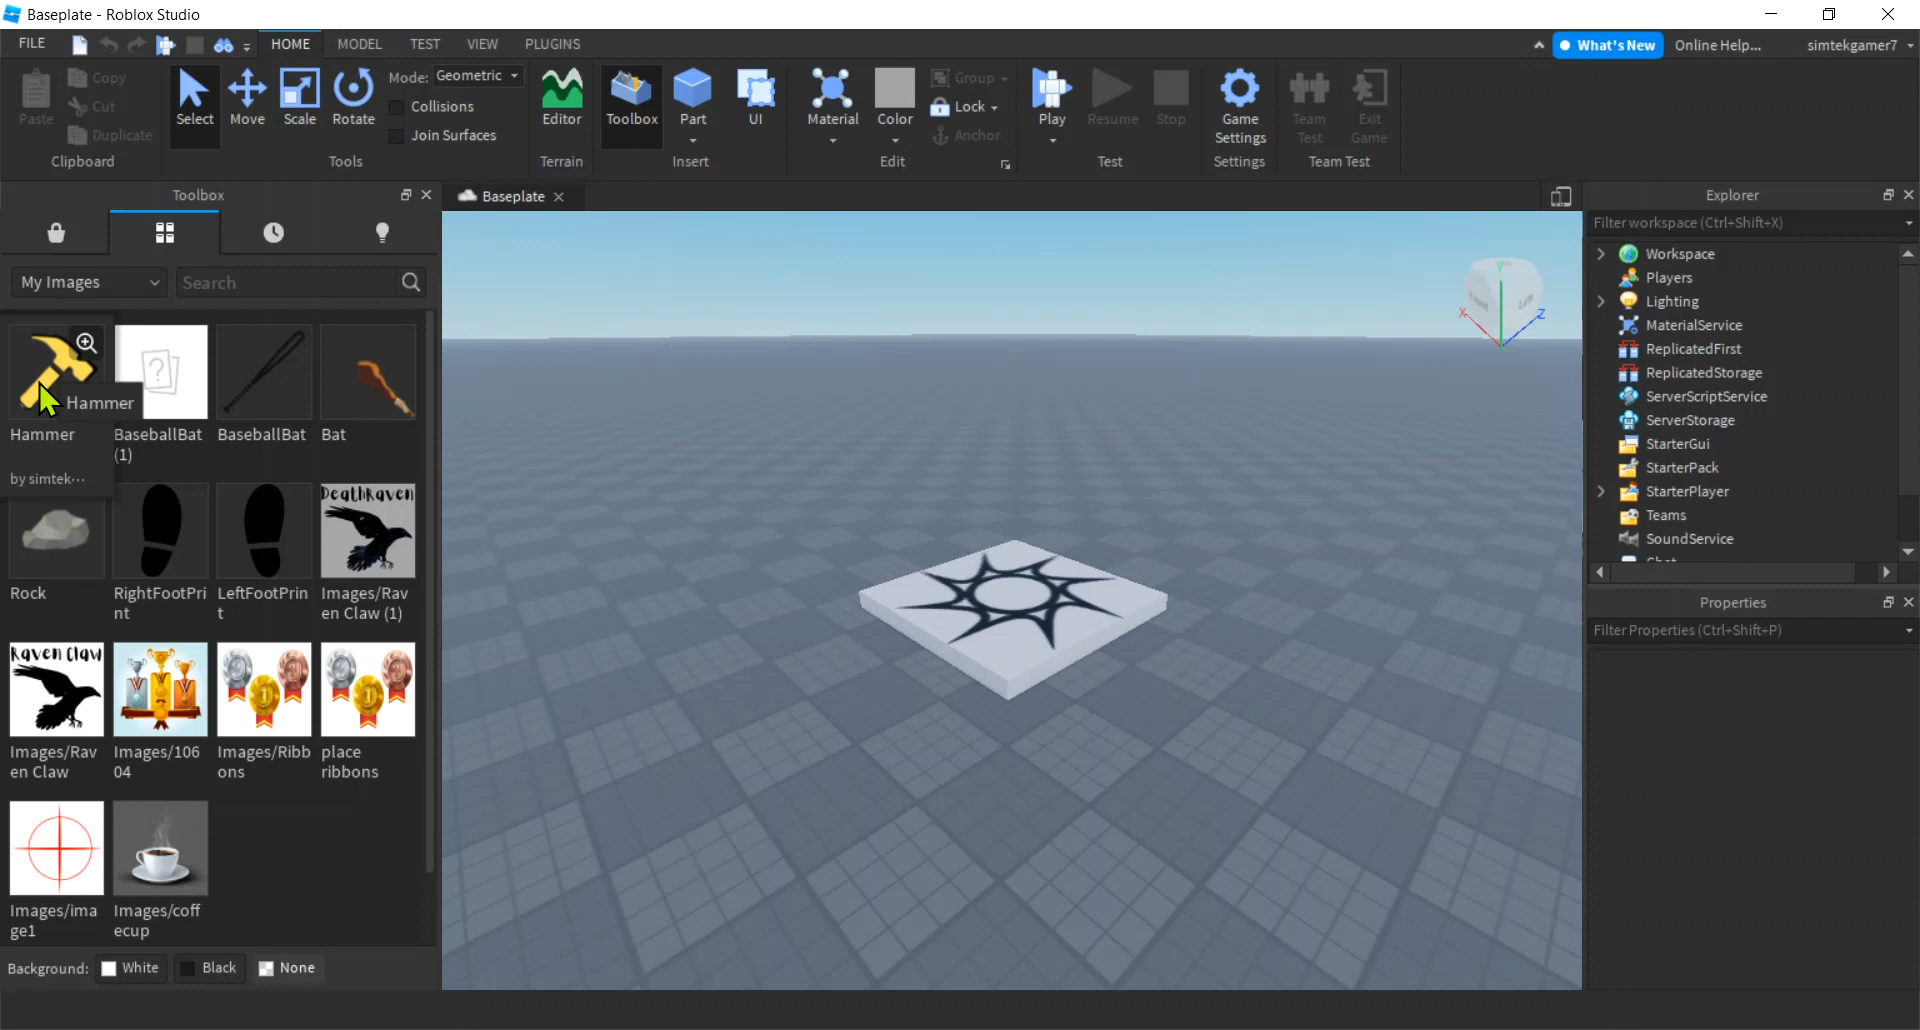 Baseplate - Roblox Studio
FILE HOME MODEL TEST VIEW PLUGINS What's New Online Help... simtekgamer7
Paste Copy Cut Duplicate
Clipboard
Select Move Scale Rotate
Mode: Geometric
Collisions
Join Surfaces
Tools
Editor
Terrain
Toolbox Part UI
Insert
Material Color
Group
Lock
Anchor
Edit
Play Resume Stop
Test
Game Settings
Settings
Team Test Exit Game
Team Test
Toolbox
My Images Search
Hammer
Hammer
by simtek...
BaseballBat (1)
BaseballBat
Bat
Rock
RightFootPri
nt
LeftFootPrin
t
DeathRaven
Images/Rav
en Claw (1)
Raven Claw
Images/Rav
en Claw
Images/106
04
Images/Ribb
ons
place
ribbons
Images/ima
ge1
Images/coff
ecup
Background: White Black None
Baseplate
Y
X
Z
Explorer
Filter workspace (Ctrl+Shift+X)
Workspace
Players
Lighting
MaterialService
ReplicatedFirst
ReplicatedStorage
ServerScriptService
ServerStorage
StarterGui
StarterPack
StarterPlayer
Teams
SoundService
Properties
Filter Properties (Ctrl+Shift+P)